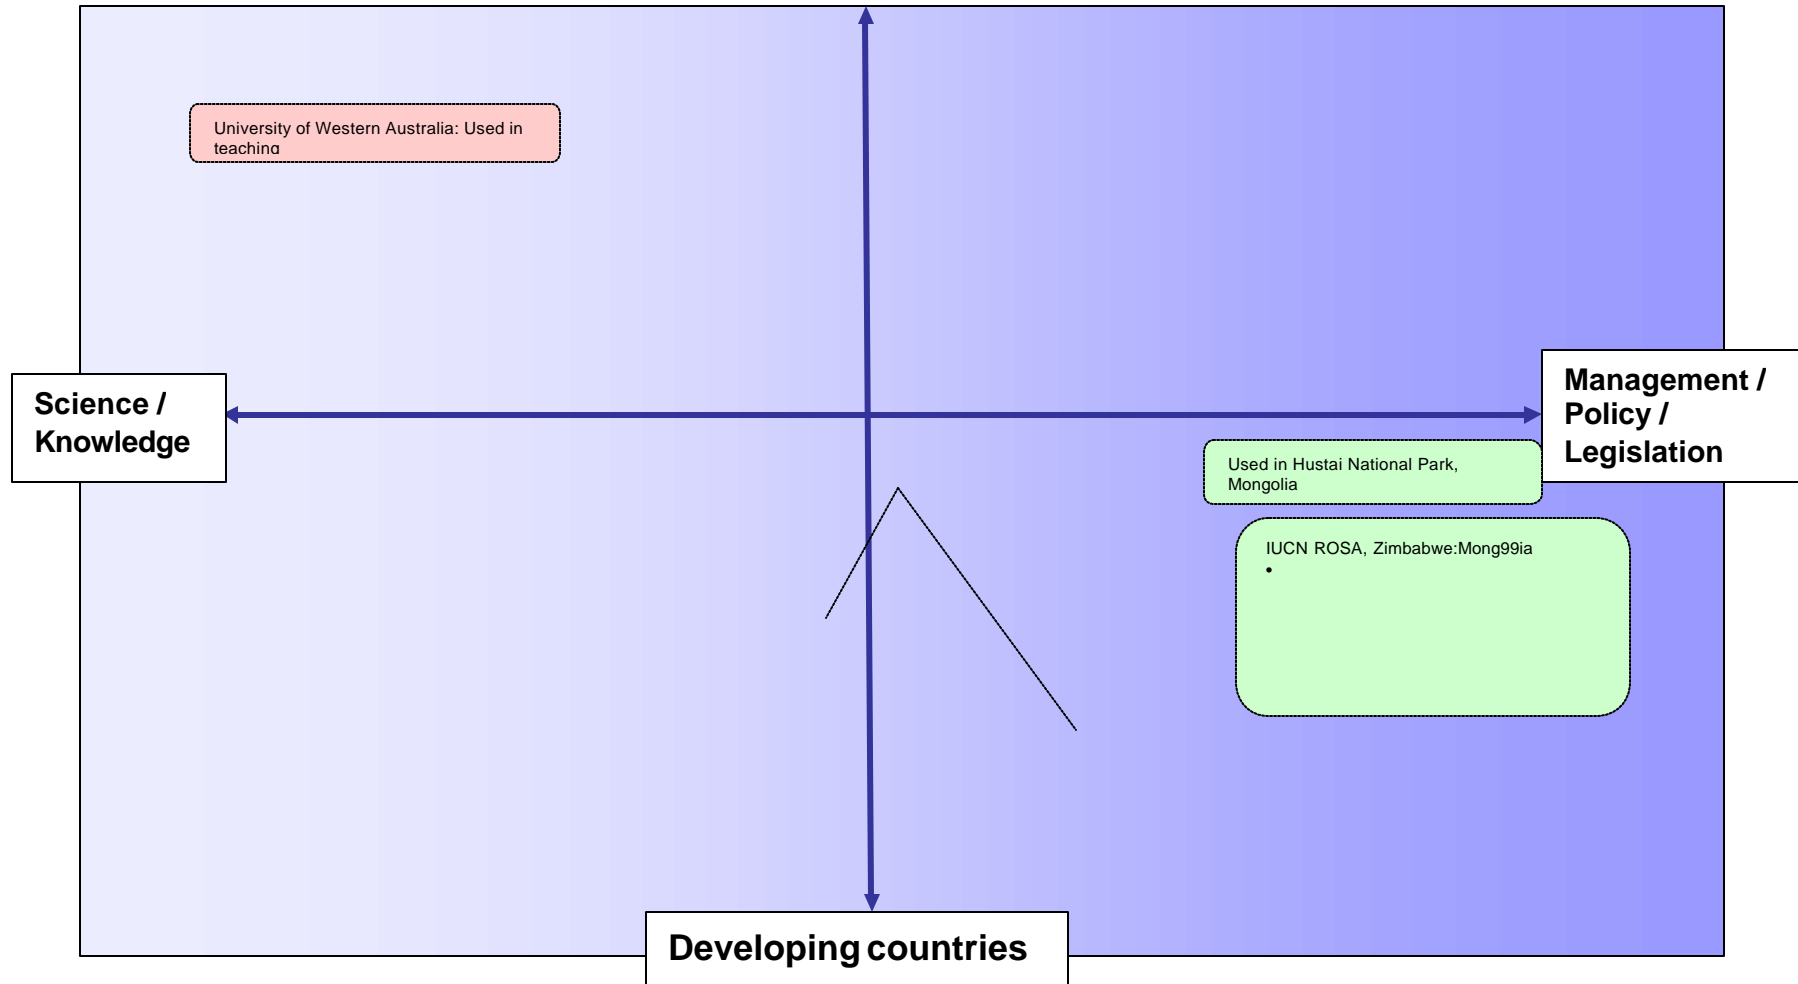 University of Western Australia: Used in
teaching
Science /
Knowledge
Management /
Policy /
Legislation
Used in Hustai National Park,
Mongolia
IUCN ROSA, Zimbabwe:Mong99ia
•
Developing countries